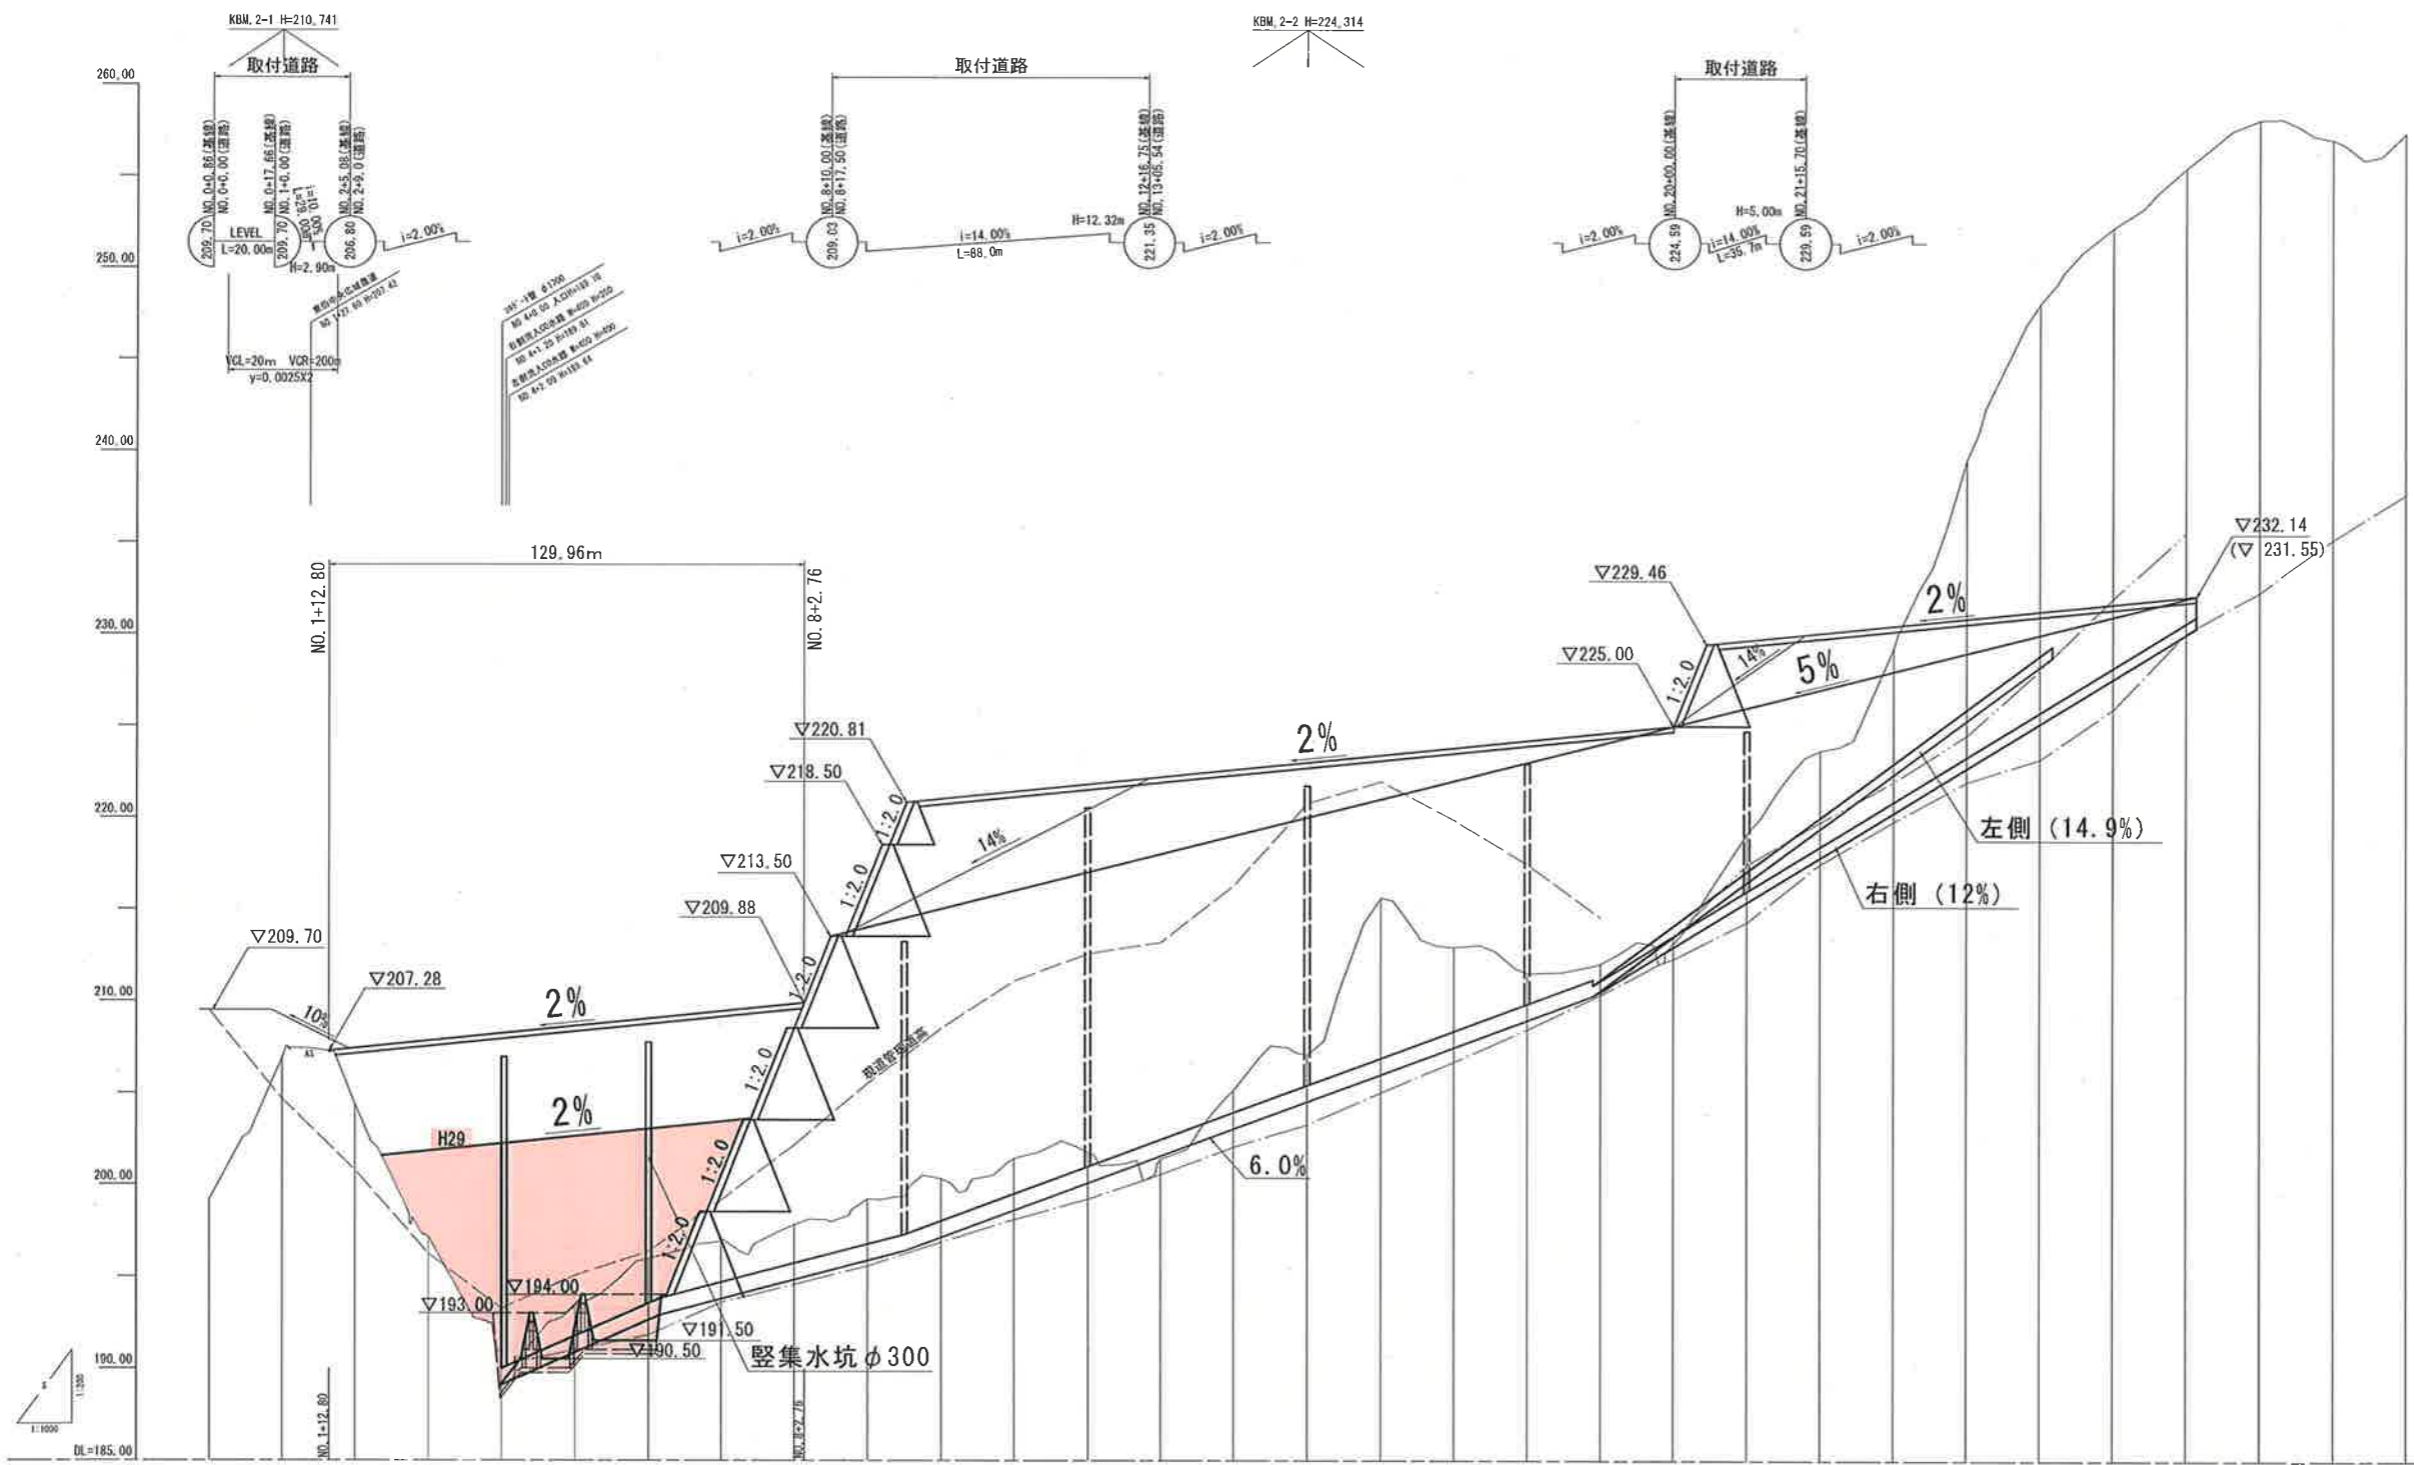 KBM.2-1 H=210.741
KBM.2-2 H=224.314
取付道路
取付道路
取付道路
260.00
NO.0+0.86(基線)
NO.0+0.00(道路)
NO.0+17.66(基線)
NO.1+0.00(道路)
i=10.00%
L=29.00m
NO.2+5.08(基線)
NO.2+9.0(道路)
NO.8+10.00(基線)
NO.8+17.50(道路)
NO.12+16.75(基線)
NO.13+05.54(道路)
NO.20+00.00(基線)
NO.21+15.70(基線)
209.70
LEVEL
L=20.00m
209.70
H=2.90m
206.80
i=2.00%
i=2.00%
209.03
i=14.00%
L=88.0m
H=12.32m
221.35
i=2.00%
i=2.00%
224.59
H=5.00m
i=14.00%
L=35.7m
229.59
i=2.00%
250.00
VCL=20m VCR=200m
y=0.0025X2
240.00
129.96m
NO.1+12.80
NO.8+2.76
▽232.14
(▽ 231.55)
▽229.46
2%
230.00
▽225.00
1:2.0
14%
5%
▽220.81
2%
▽218.50
1:2.0
220.00
14%
左側 (14.9%)
▽213.50
1:2.0
右側 (12%)
▽209.88
▽209.70
1:2.0
▽207.28
210.00
10%
2%
1:2.0
H29
2%
1:2.0
200.00
6.0%
1:2.0
▽194.00
▽193.00
▽191.50
▽190.50
竪集水坑φ300
190.00
1:200
1:1000
NO.1+12.80
NO.8+2.76
DL=185.00